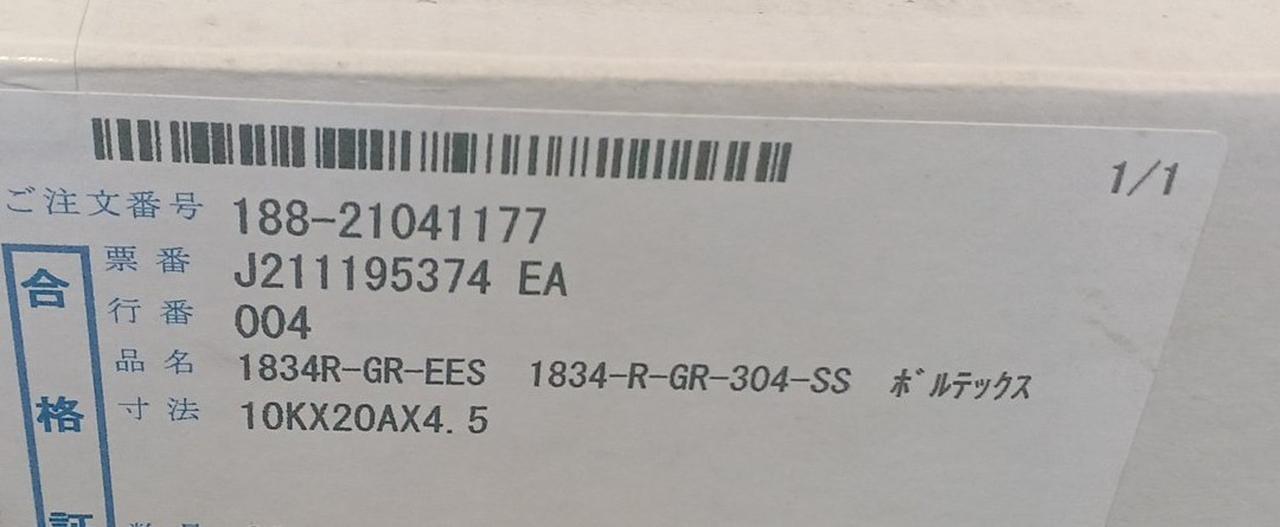 1/1
ご注文番号 188-21041177
票番 J211195374 EA
行番 004
品名 1834R-GR-EES 1834-R-GR-304-SS ﾎﾞﾙﾃｯｸｽ
寸法 10KX20AX4.5
合格証